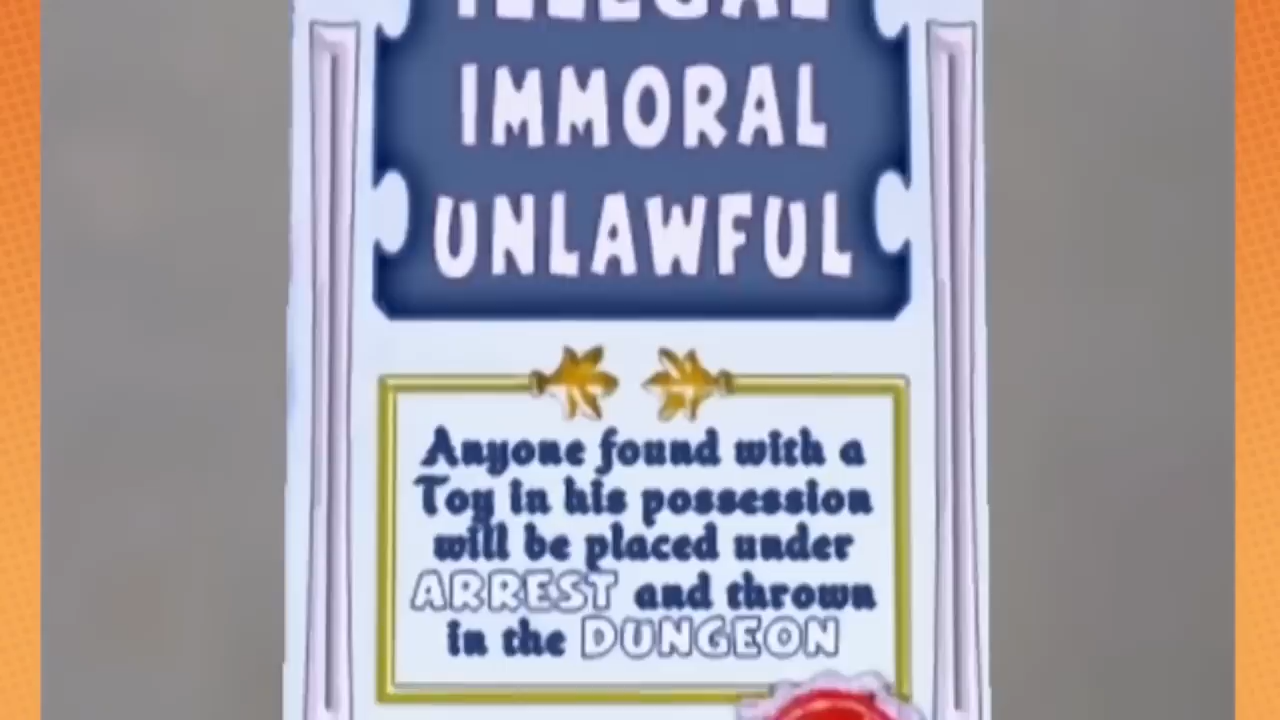 ILLEGAL
IMMORAL
UNLAWFUL
Anyone found with a
Toy in his possession
will be placed under
ARREST and thrown
in the DUNGEON